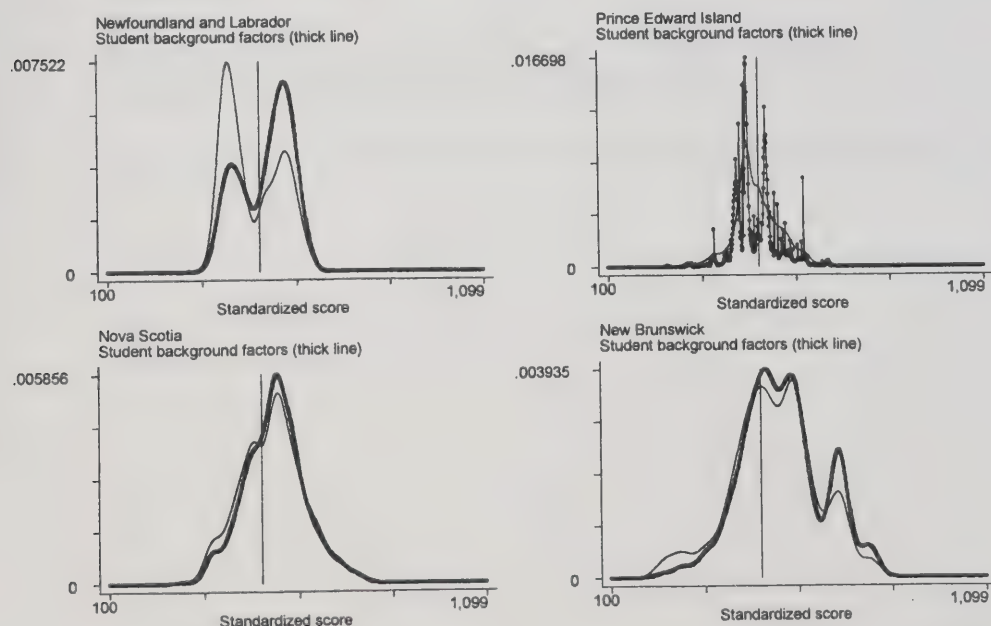 Newfoundland and Labrador
Student background factors (thick line)
.007522
0
100
1,099
Standardized score
Prince Edward Island
Student background factors (thick line)
.016698
0
100
1,099
Standardized score
Nova Scotia
Student background factors (thick line)
.005856
0
100
1,099
Standardized score
New Brunswick
Student background factors (thick line)
.003935
0
100
1,099
Standardized score